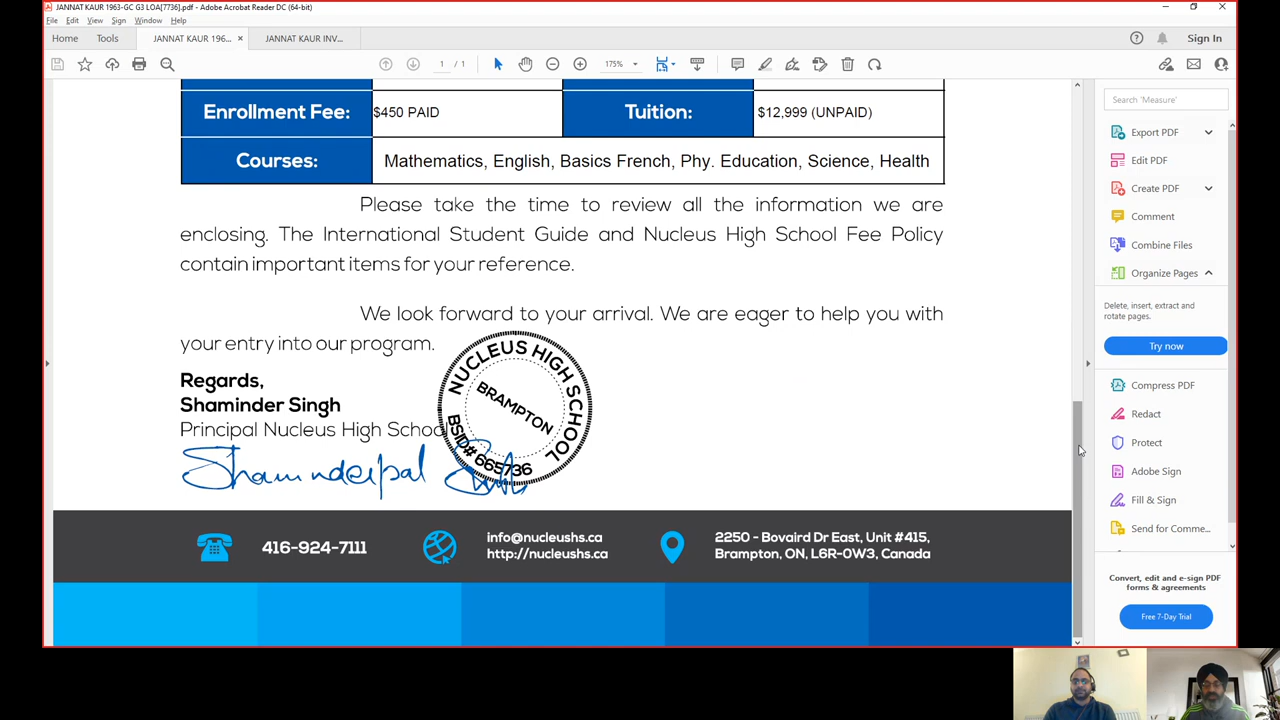 JANNAT KAUR 1963-GC G3 LOA[7736].pdf - Adobe Acrobat Reader DC (64-bit)
File Edit View Sign Window Help
Home Tools JANNAT KAUR 196... × JANNAT KAUR INV... Sign In
1 / 1 175%
Search 'Measure'
Enrollment Fee: $450 PAID Tuition: $12,999 (UNPAID)
Courses: Mathematics, English, Basics French, Phy. Education, Science, Health
Please take the time to review all the information we are
enclosing. The International Student Guide and Nucleus High School Fee Policy
contain important items for your reference.
We look forward to your arrival. We are eager to help you with
your entry into our program.
Regards,
Shaminder Singh
Principal Nucleus High School
Shaminderpal
NUCLEUS HIGH SCHOOL
BRAMPTON
BSID# 665736
416-924-7111
info@nucleushs.ca
http://nucleushs.ca
2250 - Bovaird Dr East, Unit #415,
Brampton, ON, L6R-0W3, Canada
Export PDF
Edit PDF
Create PDF
Comment
Combine Files
Organize Pages
Delete, insert, extract and
rotate pages.
Try now
Compress PDF
Redact
Protect
Adobe Sign
Fill & Sign
Send for Comme...
Convert, edit and e-sign PDF
forms & agreements
Free 7-Day Trial